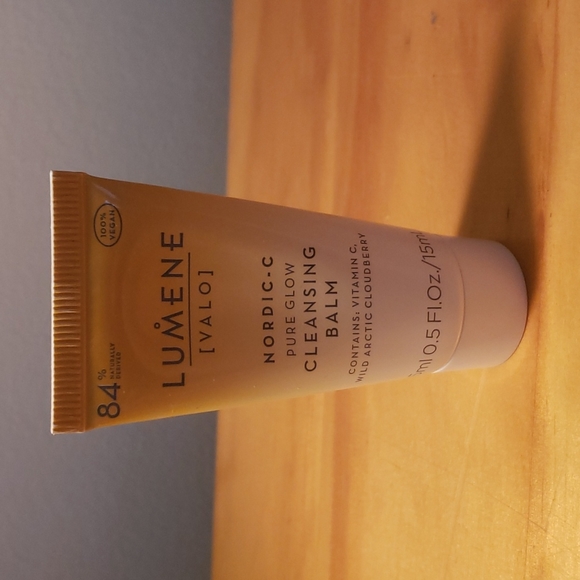 84%
NATURALLY
DERIVED
100%
VEGAN
LUMENE
[VALO]
NORDIC-C
PURE GLOW
CLEANSING
BALM
CONTAINS: VITAMIN C,
WILD ARCTIC CLOUDBERRY
ml 0.5 Fl.Oz./15ml